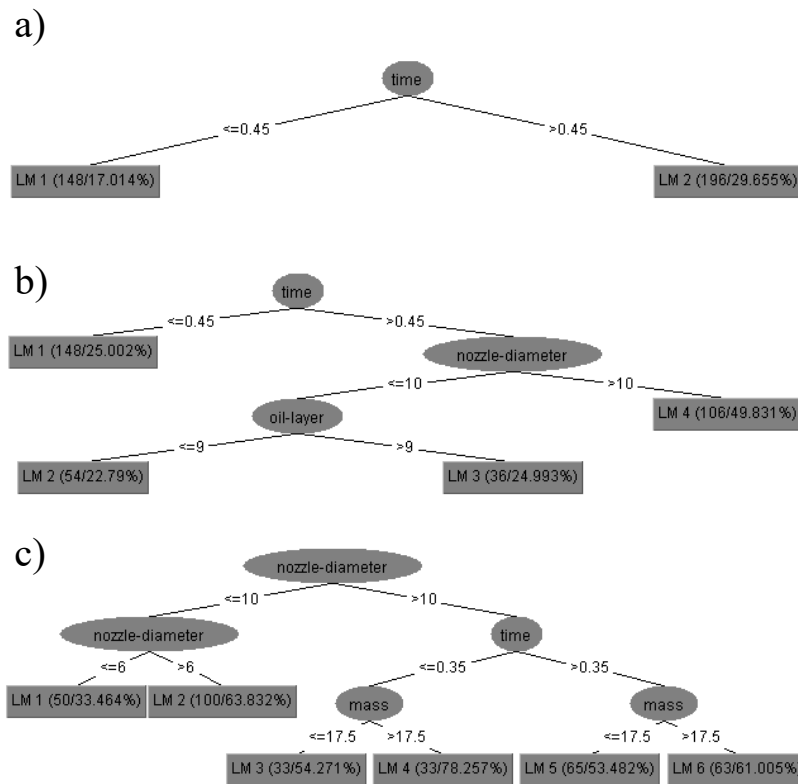 a)
time
<=0.45 >0.45
LM 1 (148/17.014%) LM 2 (196/29.655%)
b)
time
<=0.45 >0.45
LM 1 (148/25.002%) nozzle-diameter
<=10 >10
oil-layer LM 4 (106/49.831%)
<=9 >9
LM 2 (54/22.79%) LM 3 (36/24.993%)
c)
nozzle-diameter
<=10 >10
nozzle-diameter time
<=6 >6 <=0.35 >0.35
LM 1 (50/33.464%) LM 2 (100/63.832%) mass mass
<=17.5 >17.5 <=17.5 >17.5
LM 3 (33/54.271%) LM 4 (33/78.257%) LM 5 (65/53.482%) LM 6 (63/61.005%)